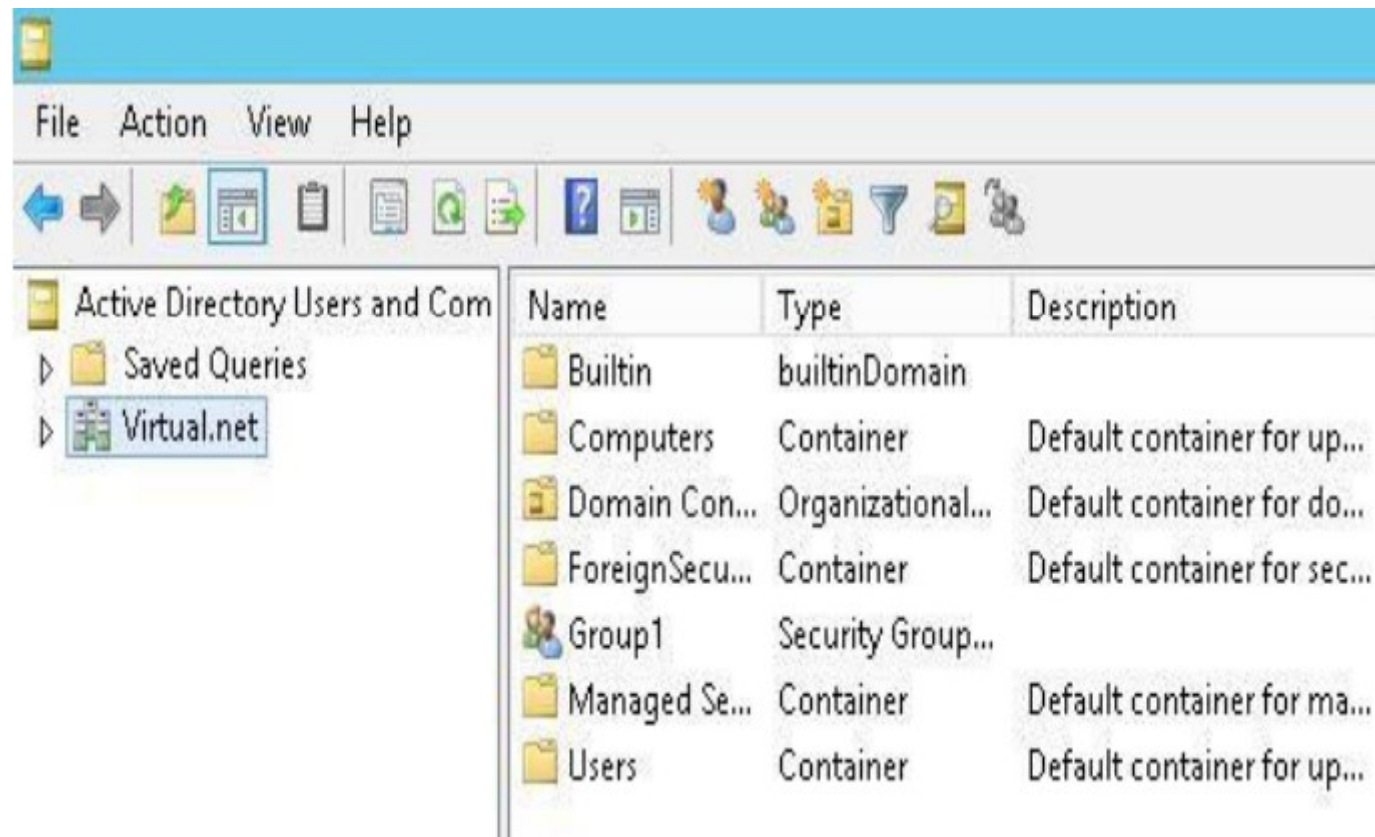 File Action View Help
Active Directory Users and Com
Saved Queries
Virtual.net
Name Type Description
Builtin builtinDomain
Computers Container Default container for up...
Domain Con... Organizational... Default container for do...
ForeignSecu... Container Default container for sec...
Group1 Security Group...
Managed Se... Container Default container for ma...
Users Container Default container for up...